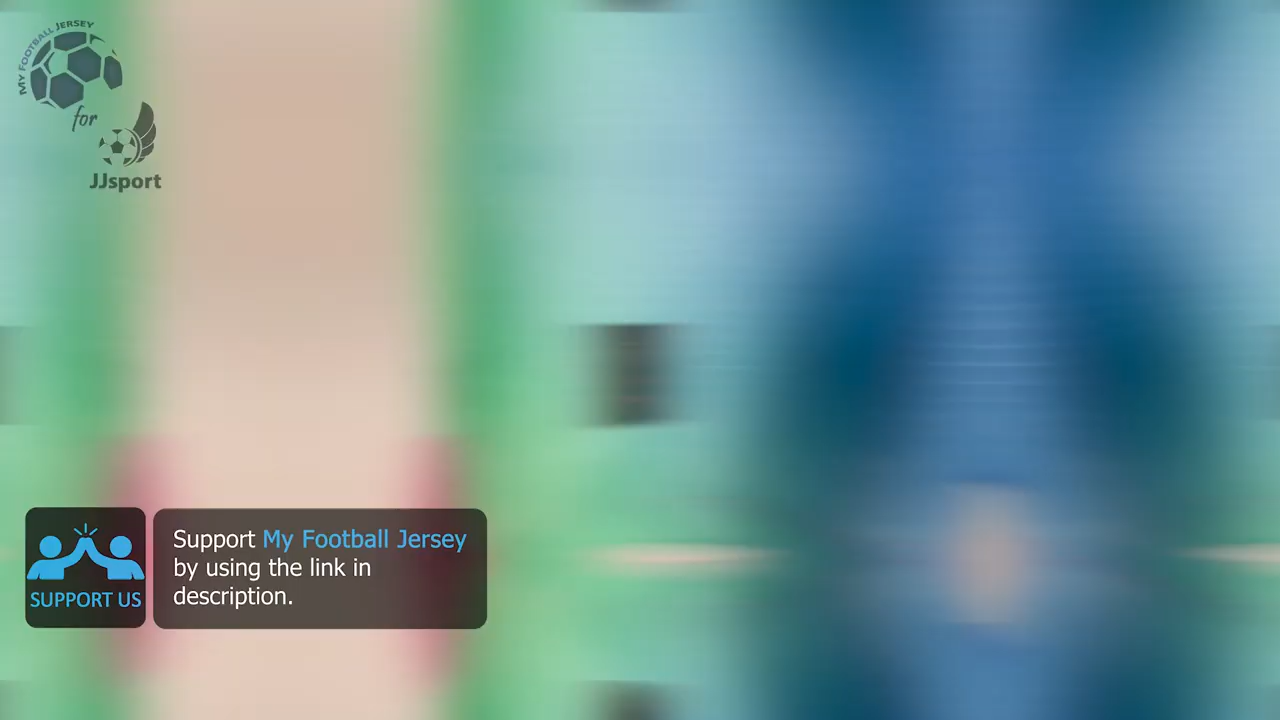 MY FOOTBALL JERSEY
for
JJsport
SUPPORT US
Support My Football Jersey
by using the link in
description.